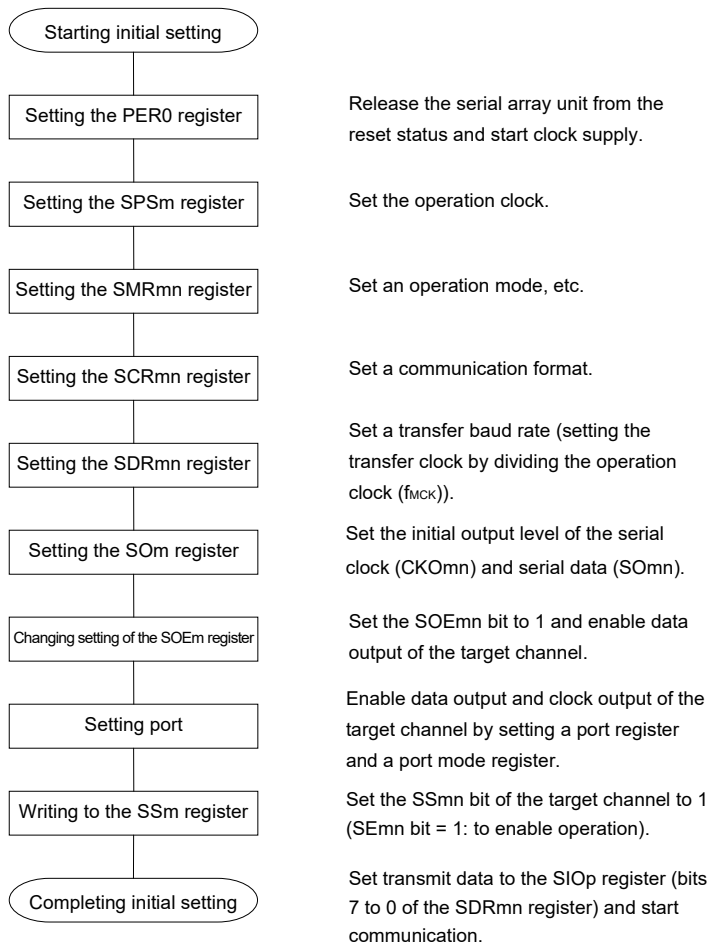 Starting initial setting
Setting the PER0 register
Release the serial array unit from the
reset status and start clock supply.
Setting the SPSm register
Set the operation clock.
Setting the SMRmn register
Set an operation mode, etc.
Setting the SCRmn register
Set a communication format.
Setting the SDRmn register
Set a transfer baud rate (setting the
transfer clock by dividing the operation
clock (fMCK)).
Setting the SOm register
Set the initial output level of the serial
clock (CKOmn) and serial data (SOmn).
Changing setting of the SOEm register
Set the SOEmn bit to 1 and enable data
output of the target channel.
Setting port
Enable data output and clock output of the
target channel by setting a port register
and a port mode register.
Writing to the SSm register
Set the SSmn bit of the target channel to 1
(SEmn bit = 1: to enable operation).
Completing initial setting
Set transmit data to the SIOp register (bits
7 to 0 of the SDRmn register) and start
communication.